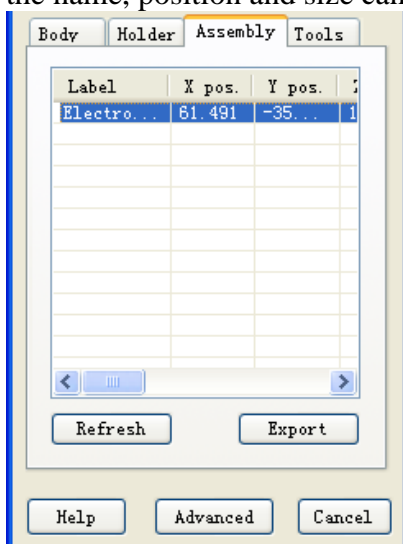 the name, position and size can
Body Holder Assembly Tools
Label X pos. Y pos.
Electro... 61.491 -35... 1
Refresh Export
Help Advanced Cancel